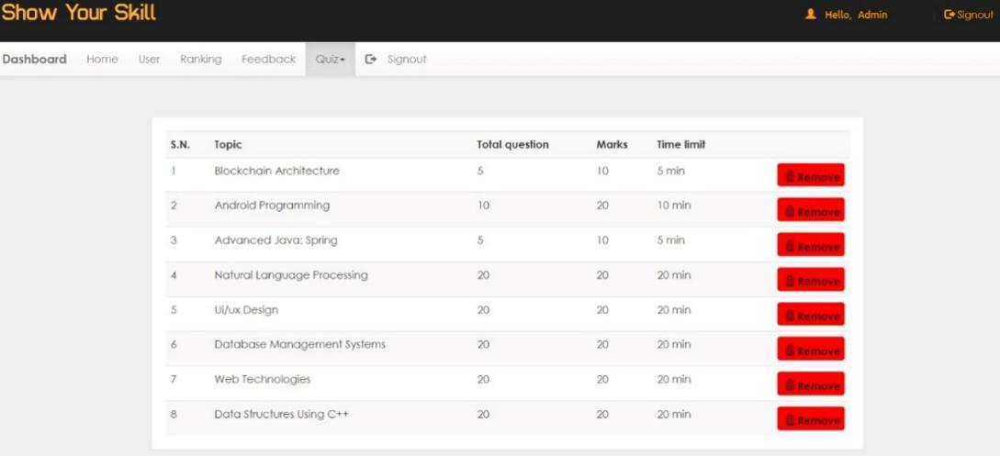 Show Your Skill Hello, Admin Signout
Dashboard Home User Ranking Feedback Quiz Signout
S.N. Topic Total question Marks Time limit
1 Blockchain Architecture 5 10 5 min Remove
2 Android Programming 10 20 10 min Remove
3 Advanced Java: Spring 5 10 5 min Remove
4 Natural Language Processing 20 20 20 min Remove
5 Ui/ux Design 20 20 20 min Remove
6 Database Management Systems 20 20 20 min Remove
7 Web Technologies 20 20 20 min Remove
8 Data Structures Using C++ 20 20 20 min Remove